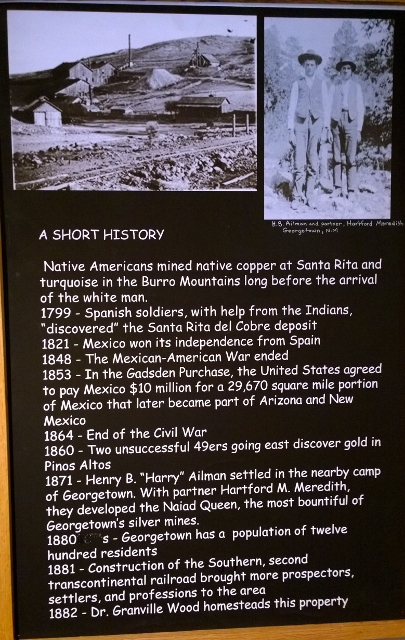 H.B. Ailman and partner, Hartford Meredith
Georgetown, N.M
A SHORT HISTORY
Native Americans mined native copper at Santa Rita and
turquoise in the Burro Mountains long before the arrival
of the white man.
1799 - Spanish soldiers, with help from the Indians,
"discovered" the Santa Rita del Cobre deposit
1821 - Mexico won its independence from Spain
1848 - The Mexican-American War ended
1853 - In the Gadsden Purchase, the United States agreed
to pay Mexico $10 million for a 29,670 square mile portion
of Mexico that later became part of Arizona and New
Mexico
1864 - End of the Civil War
1860 - Two unsuccessful 49ers going east discover gold in
Pinos Altos
1871 - Henry B. "Harry" Ailman settled in the nearby camp
of Georgetown. With partner Hartford M. Meredith,
they developed the Naiad Queen, the most bountiful of
Georgetown's silver mines.
1880 s - Georgetown has a population of twelve
hundred residents
1881 - Construction of the Southern, second
transcontinental railroad brought more prospectors,
settlers, and professions to the area
1882 - Dr. Granville Wood homesteads this property